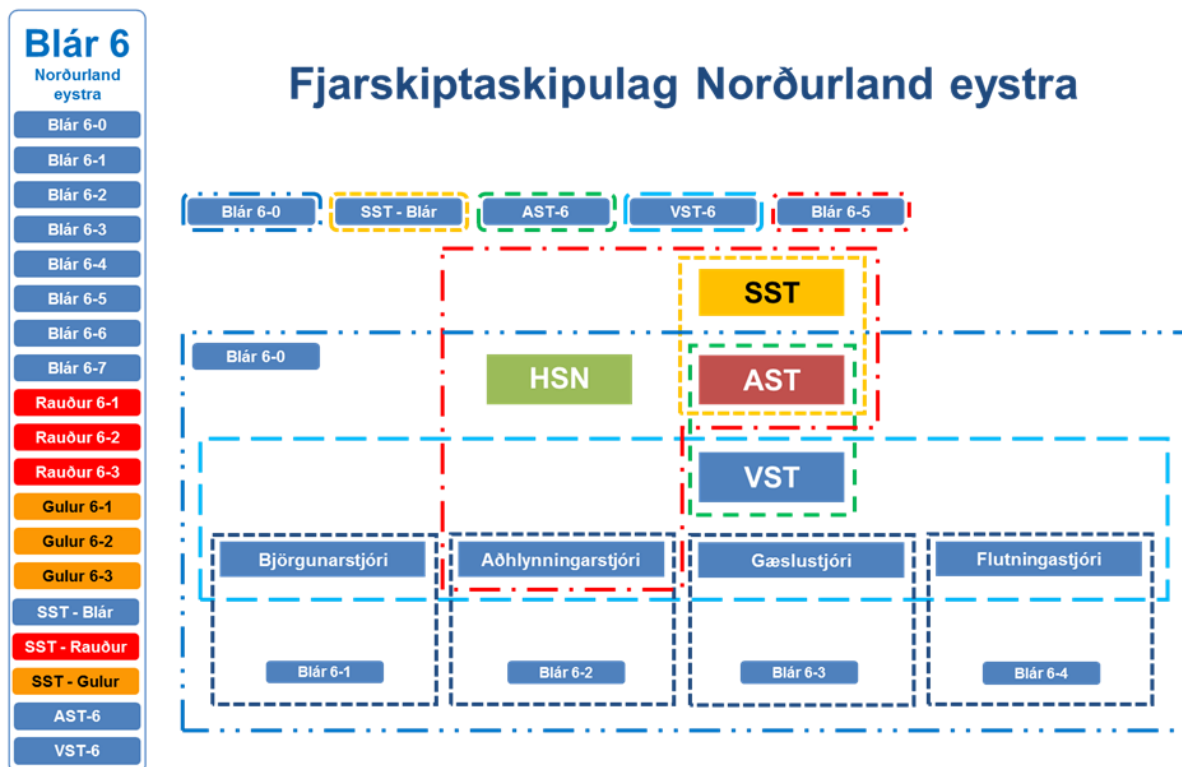 Blár 6
Norðurland
eystra
Blár 6-0
Blár 6-1
Blár 6-2
Blár 6-3
Blár 6-4
Blár 6-5
Blár 6-6
Blár 6-7
Rauður 6-1
Rauður 6-2
Rauður 6-3
Gulur 6-1
Gulur 6-2
Gulur 6-3
SST - Blár
SST - Rauður
SST - Gulur
AST-6
VST-6
Fjarskiptaskipulag Norðurland eystra
Blár 6-0 SST - Blár AST-6 VST-6 Blár 6-5
SST
Blár 6-0
HSN AST
VST
Björgunarstjóri Aðhlynningarstjóri Gæslustjóri Flutningastjóri
Blár 6-1 Blár 6-2 Blár 6-3 Blár 6-4